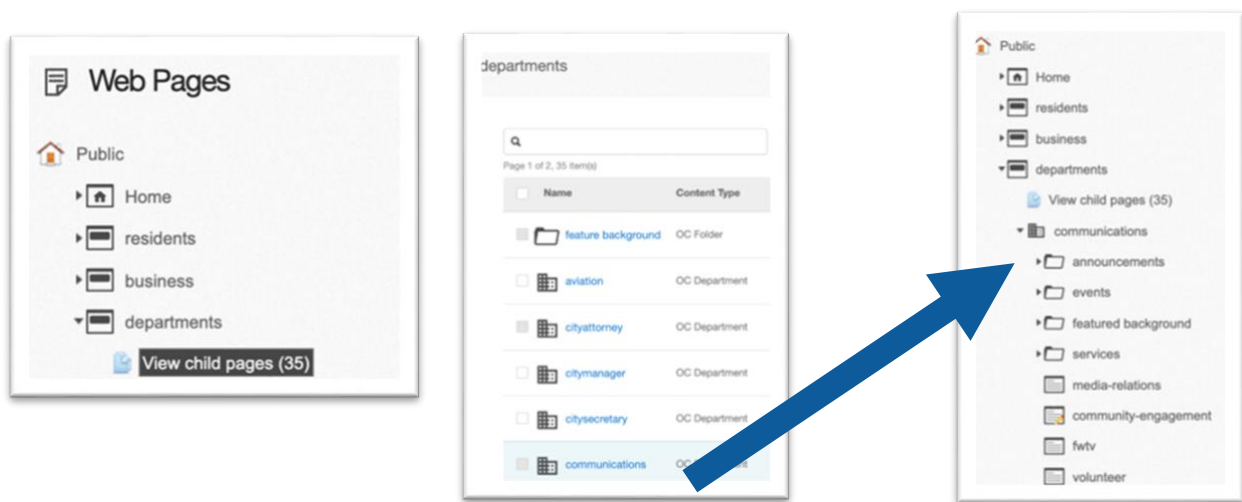 Web Pages
Public
Home
residents
business
departments
View child pages (35)
departments
Page 1 of 2, 35 item(s)
Name Content Type
feature background OC Folder
aviation OC Department
cityattorney OC Department
citymanager OC Department
citysecretary OC Department
communications OC
Public
Home
residents
business
departments
View child pages (35)
communications
announcements
events
featured background
services
media-relations
community-engagement
fwtv
volunteer